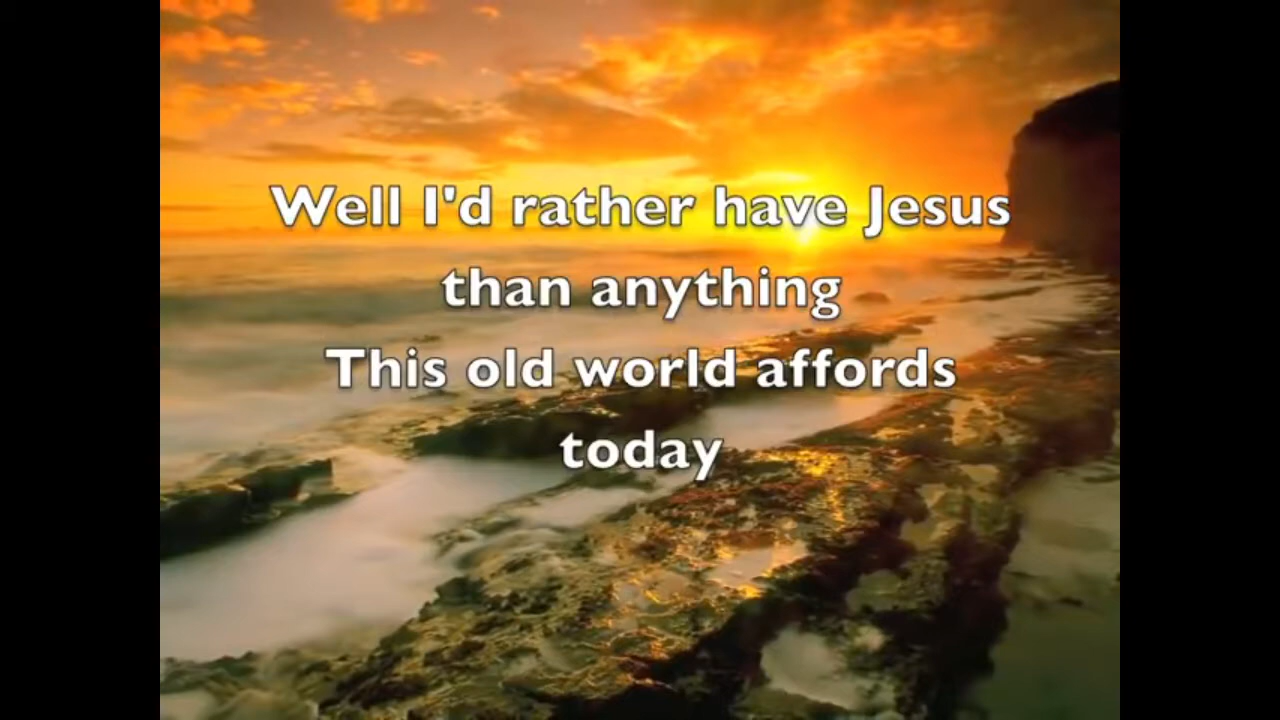 Well I'd rather have Jesus
than anything
This old world affords
today